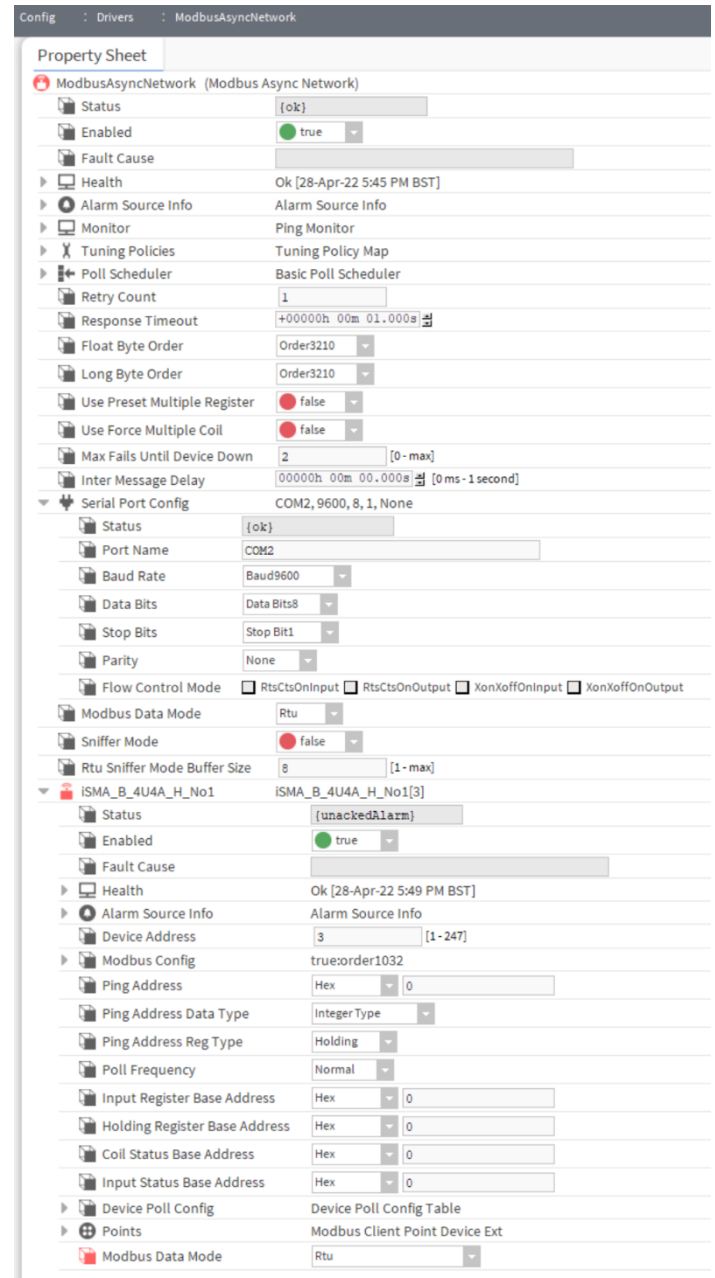 Config : Drivers : ModbusAsyncNetwork
Property Sheet
ModbusAsyncNetwork (Modbus Async Network)
Status {ok}
Enabled true
Fault Cause
Health Ok [28-Apr-22 5:45 PM BST]
Alarm Source Info Alarm Source Info
Monitor Ping Monitor
Tuning Policies Tuning Policy Map
Poll Scheduler Basic Poll Scheduler
Retry Count 1
Response Timeout +00000h 00m 01.000s
Float Byte Order Order3210
Long Byte Order Order3210
Use Preset Multiple Register false
Use Force Multiple Coil false
Max Fails Until Device Down 2 [0 - max]
Inter Message Delay 00000h 00m 00.000s [0 ms - 1 second]
Serial Port Config COM2, 9600, 8, 1, None
Status {ok}
Port Name COM2
Baud Rate Baud9600
Data Bits Data Bits8
Stop Bits Stop Bit1
Parity None
Flow Control Mode RtsCtsOnInput RtsCtsOnOutput XonXoffOnInput XonXoffOnOutput
Modbus Data Mode Rtu
Sniffer Mode false
Rtu Sniffer Mode Buffer Size 8 [1 - max]
iSMA_B_4U4A_H_No1 iSMA_B_4U4A_H_No1[3]
Status {unackedAlarm}
Enabled true
Fault Cause
Health Ok [28-Apr-22 5:49 PM BST]
Alarm Source Info Alarm Source Info
Device Address 3 [1 - 247]
Modbus Config true:order1032
Ping Address Hex 0
Ping Address Data Type Integer Type
Ping Address Reg Type Holding
Poll Frequency Normal
Input Register Base Address Hex 0
Holding Register Base Address Hex 0
Coil Status Base Address Hex 0
Input Status Base Address Hex 0
Device Poll Config Device Poll Config Table
Points Modbus Client Point Device Ext
Modbus Data Mode Rtu